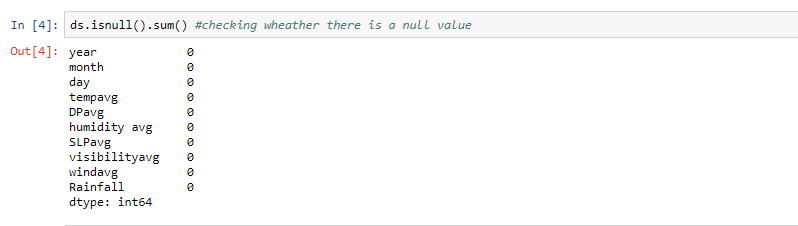 In [4]: ds.isnull().sum() #checking wheather there is a null value
Out[4]: year 0
month 0
day 0
tempavg 0
DPavg 0
humidity avg 0
SLPavg 0
visibilityavg 0
windavg 0
Rainfall 0
dtype: int64